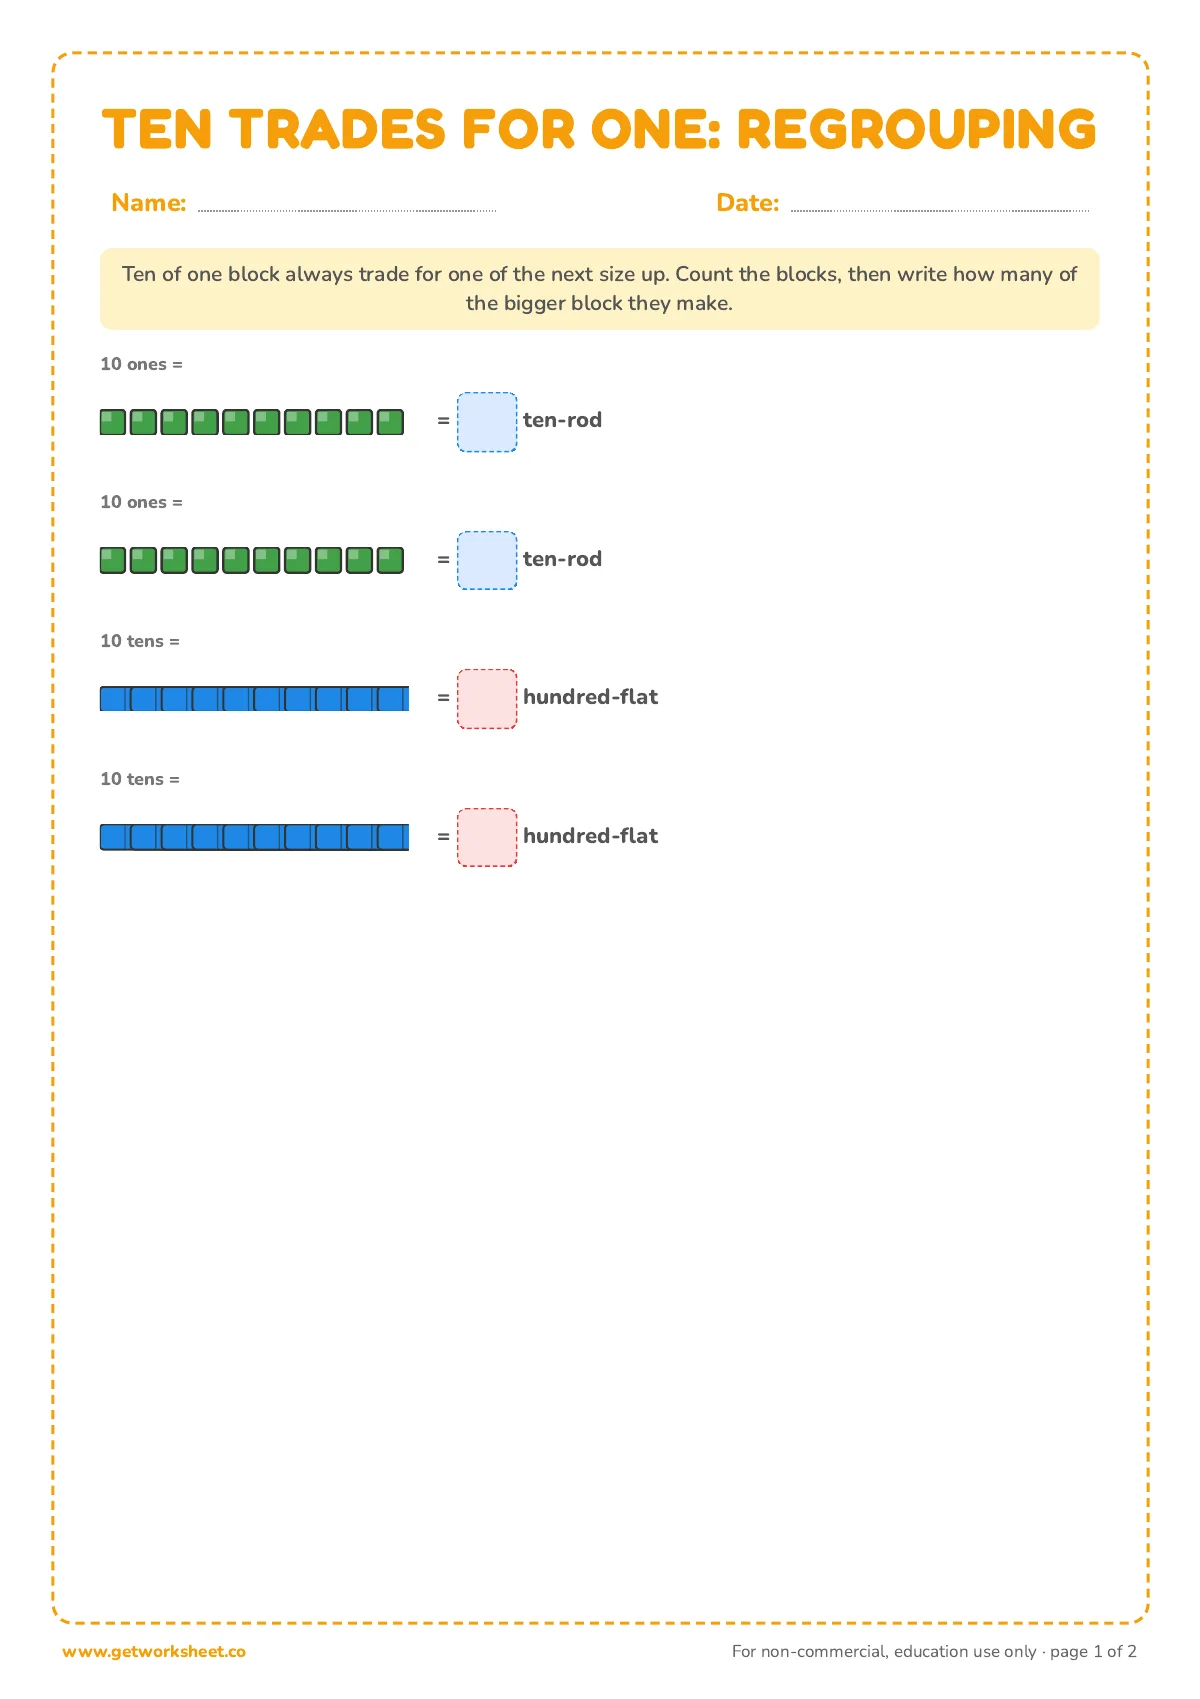 TEN TRADES FOR ONE: REGROUPING
Name:
Date:
Ten of one block always trade for one of the next size up. Count the blocks, then write how many of
the bigger block they make.
10 ones =
= ten-rod
10 ones =
= ten-rod
10 tens =
= hundred-flat
10 tens =
= hundred-flat
www.getworksheet.co
For non-commercial, education use only · page 1 of 2